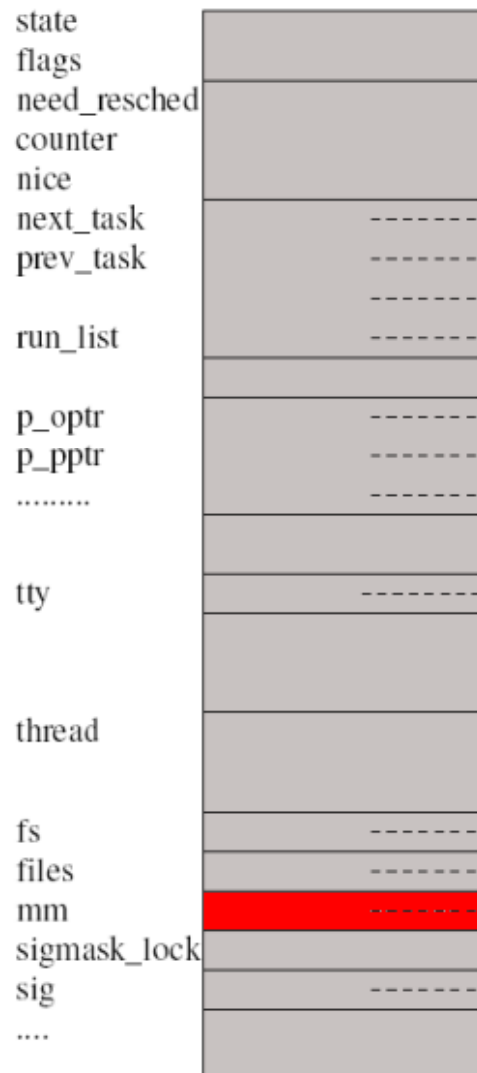 state
flags
need_resched
counter
nice
next_task
prev_task
run_list
p_optr
p_pptr
.........
tty
thread
fs
files
mm
sigmask_lock
sig
....